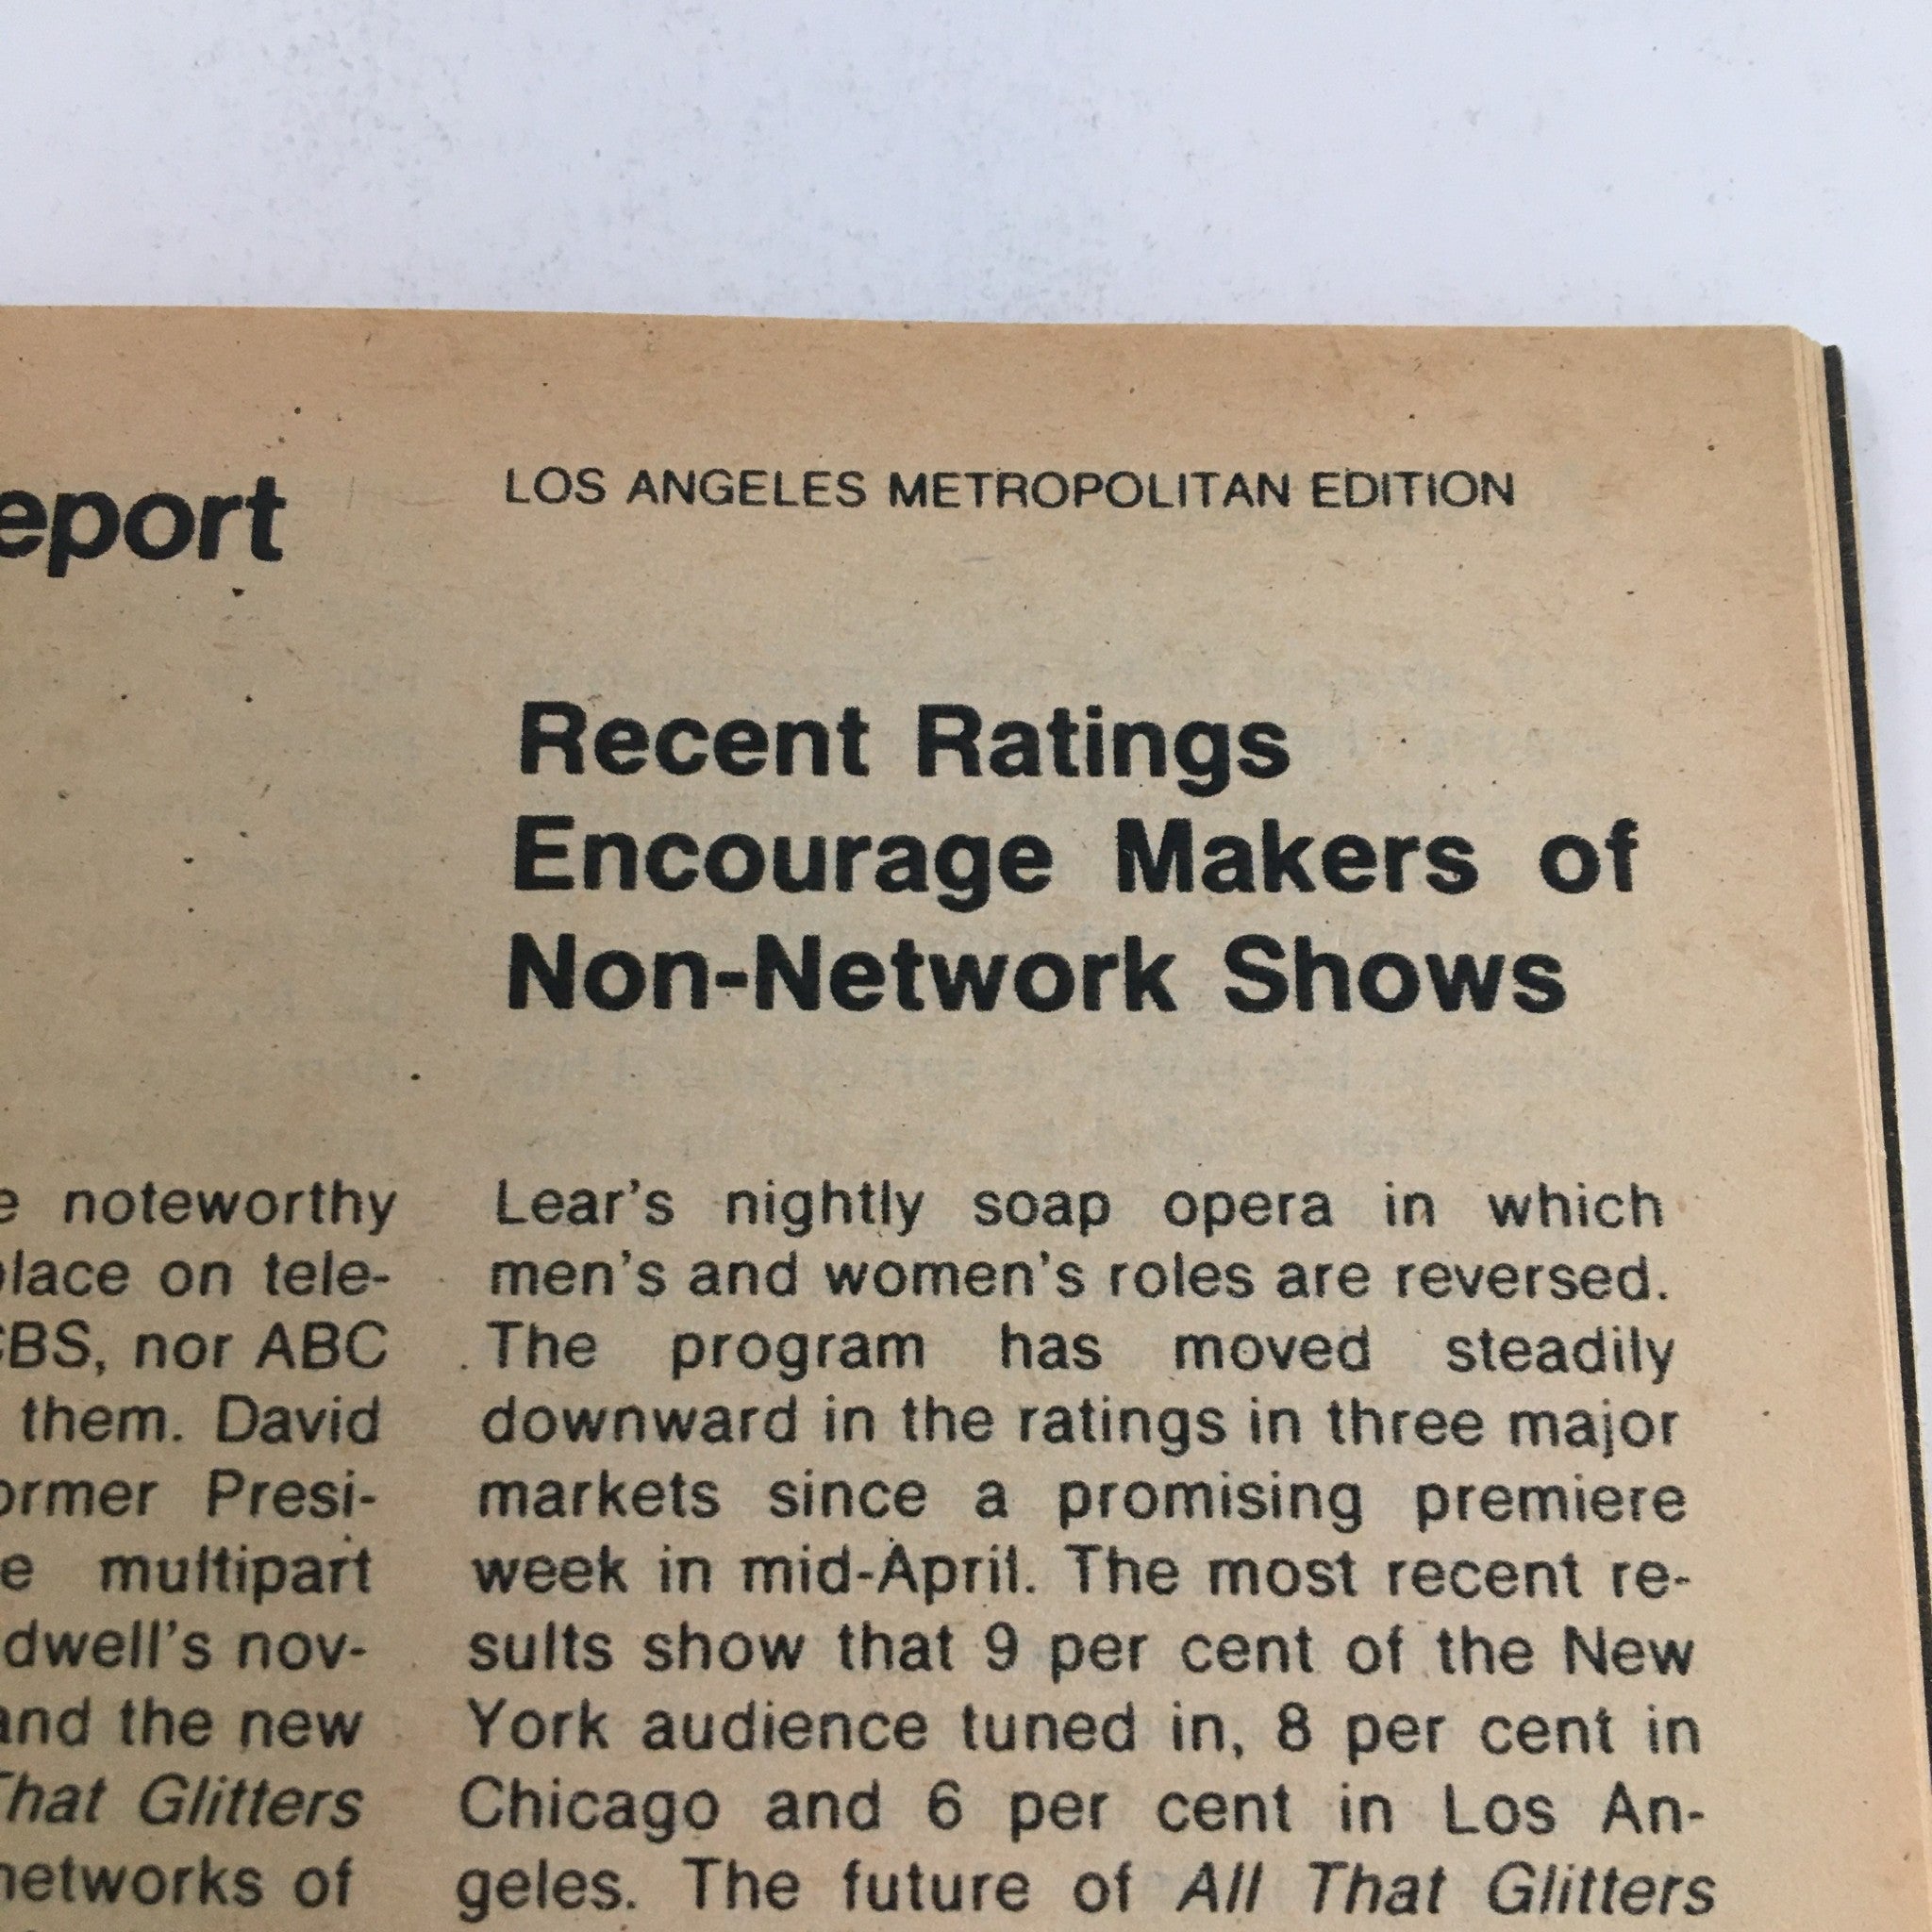 eport
LOS ANGELES METROPOLITAN EDITION
Recent Ratings
Encourage Makers of
Non-Network Shows
e noteworthy
place on tele-
CBS, nor ABC
them. David
ormer Presi-
e multipart
dwell's nov-
and the new
That Glitters
networks of
Lear's nightly soap opera in which
men's and women's roles are reversed.
The program has moved steadily
downward in the ratings in three major
markets since a promising premiere
week in mid-April. The most recent re-
sults show that 9 per cent of the New
York audience tuned in, 8 per cent in
Chicago and 6 per cent in Los An-
geles. The future of All That Glitters